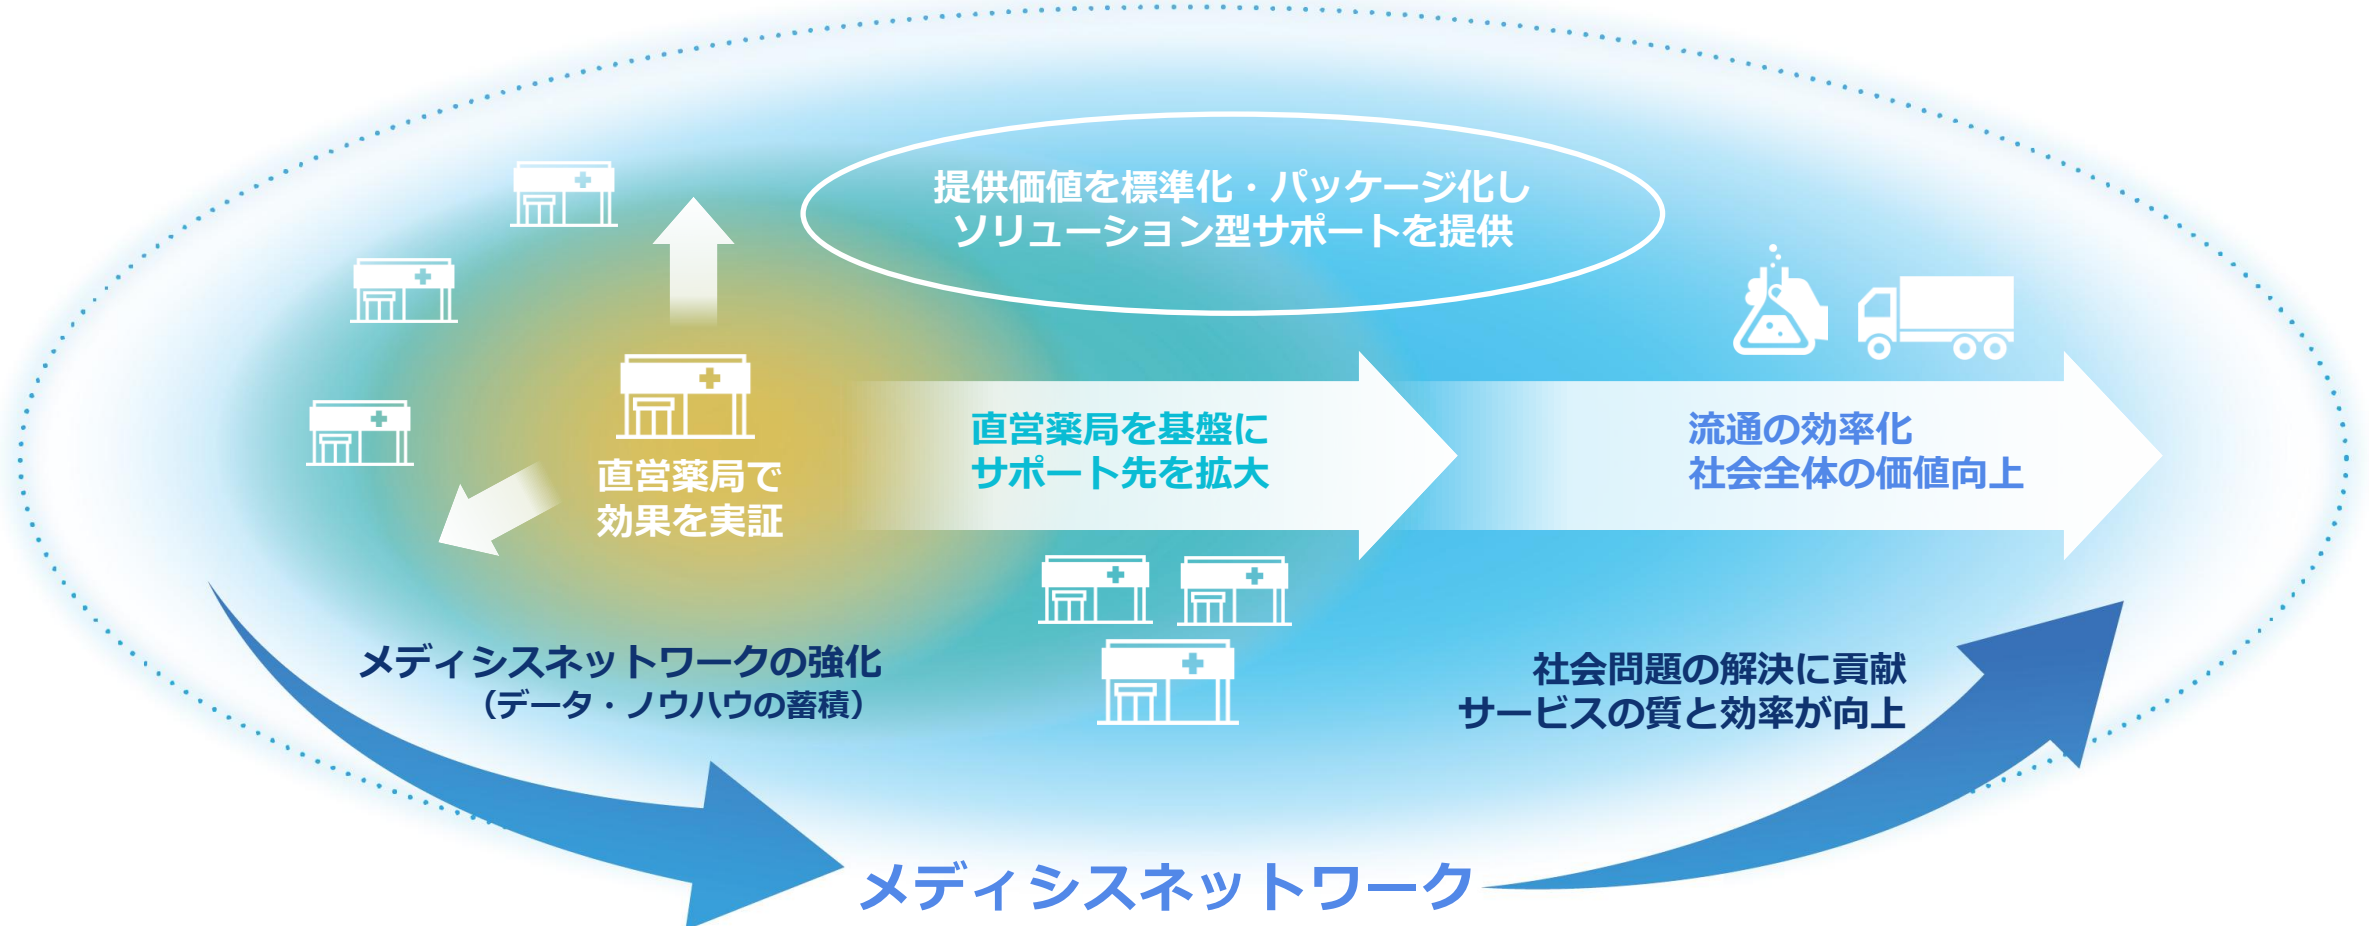 提供価値を標準化・パッケージ化し
ソリューション型サポートを提供
直営薬局で
効果を実証
直営薬局を基盤に
サポート先を拡大
流通の効率化
社会全体の価値向上
メディシスネットワークの強化
（データ・ノウハウの蓄積）
社会問題の解決に貢献
サービスの質と効率が向上
メディシスネットワーク